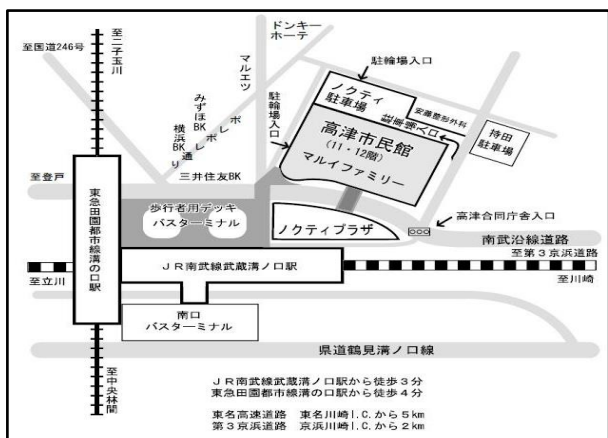 至二子玉川
至国道246号
ドンキー
ホーテ
マルエツ
みずほBK
横浜BK
ポレポレ通り
三井住友BK
駐輪場入口
駐輪場入口
ノクティ
駐車場
駐車場入口
安藤整形外科
持田
駐車場
高津市民館
(11・12階)
マルイファミリー
至登戸
歩行者用デッキ
バスターミナル
ノクティプラザ
高津合同庁舎入口
南武沿線道路
至第3京浜道路
東急田園都市線溝の口駅
JR南武線武蔵溝ノ口駅
至立川
至川崎
南口
バスターミナル
県道鶴見溝ノ口線
至中央林間
JR南武線武蔵溝ノ口駅から徒歩3分
東急田園都市線溝の口駅から徒歩4分
東名高速道路 東名川崎I.C.から5km
第3京浜道路 京浜川崎I.C.から2km